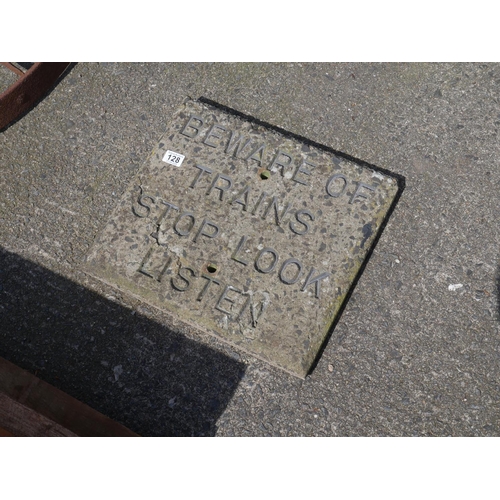 BEWARE OF
128
TRAINS
STOP LOOK
LISTEN